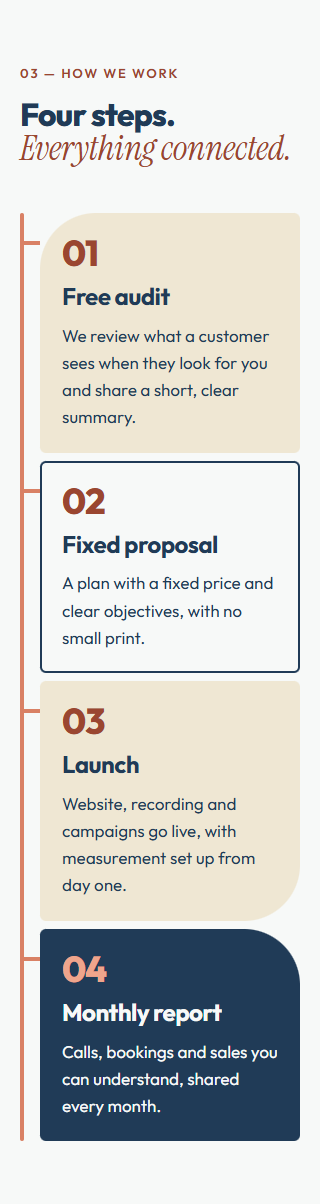 03 — HOW WE WORK
Four steps.
Everything connected.
01
Free audit
We review what a customer
sees when they look for you
and share a short, clear
summary.
02
Fixed proposal
A plan with a fixed price and
clear objectives, with no
small print.
03
Launch
Website, recording and
campaigns go live, with
measurement set up from
day one.
04
Monthly report
Calls, bookings and sales you
can understand, shared
every month.